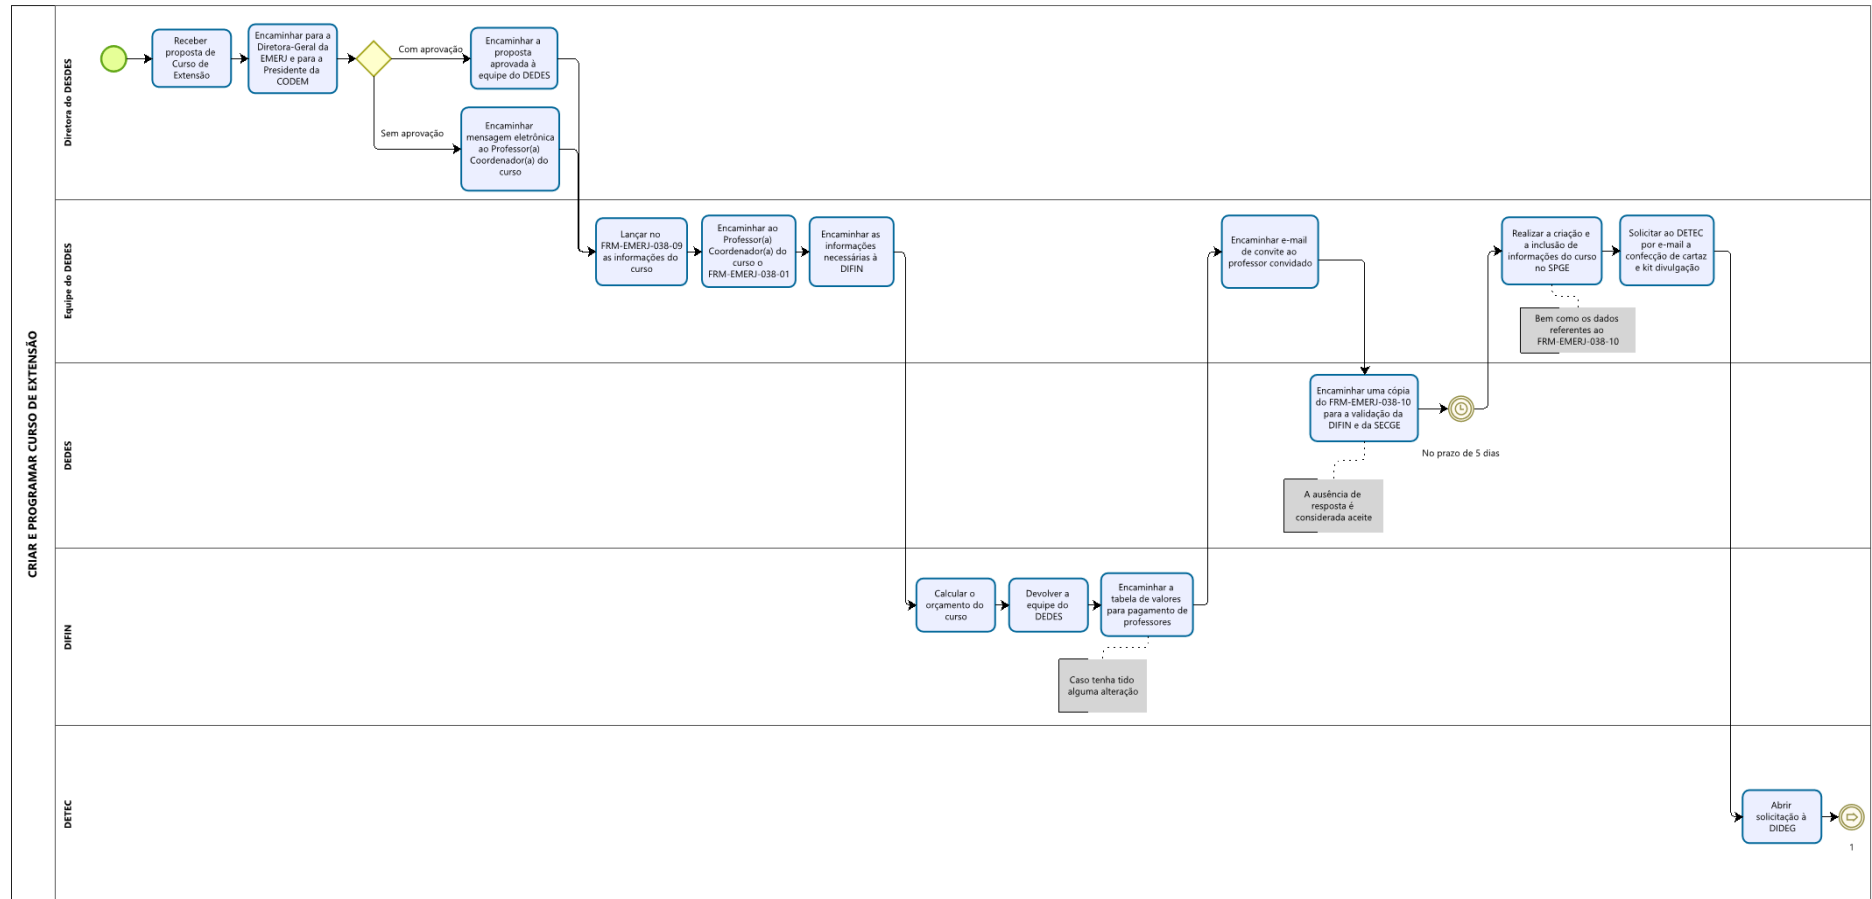 CRIAR E PROGRAMAR CURSO DE EXTENSÃO
Diretora do DESDES
Receber
proposta de
Curso de
Extensão
Encaminhar para a
Diretora-Geral da
EMERJ e para a
Presidente da
CODEM
Com aprovação
Encaminhar a
proposta
aprovada à
equipe do DEDES
Sem aprovação
Encaminhar
mensagem eletrônica
ao Professor(a)
Coordenador(a) do
curso
Equipe do DEDES
Lançar no
FRM-EMERJ-038-09
as informações do
curso
Encaminhar ao
Professor(a)
Coordenador(a) do
curso o
FRM-EMERJ-038-01
Encaminhar as
informações
necessárias à
DIFIN
Encaminhar e-mail
de convite ao
professor convidado
Realizar a criação e
a inclusão de
informações do curso
no SPGE
Solicitar ao DETEC
por e-mail a
confecção de cartaz
e kit divulgação
Bem como os dados
referentes ao
FRM-EMERJ-038-10
DEDES
Encaminhar uma cópia
do FRM-EMERJ-038-10
para a validação da
DIFIN e da SECGE
No prazo de 5 dias
A ausência de
resposta é
considerada aceite
DIFIN
Calcular o
orçamento do
curso
Devolver a
equipe do
DEDES
Encaminhar a
tabela de valores
para pagamento de
professores
Caso tenha tido
alguma alteração
DETEC
Abrir
solicitação à
DIDEG
1